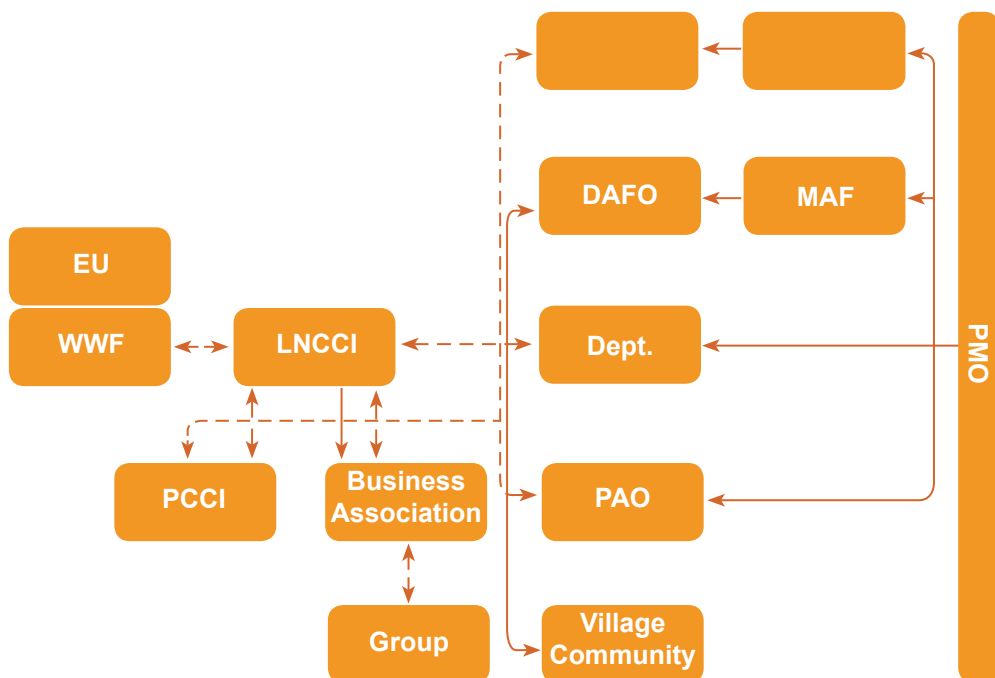 DAFO
MAF
EU
WWF
LNCCI
Dept.
PMO
PCCI
Business
Association
PAO
Group
Village
Community